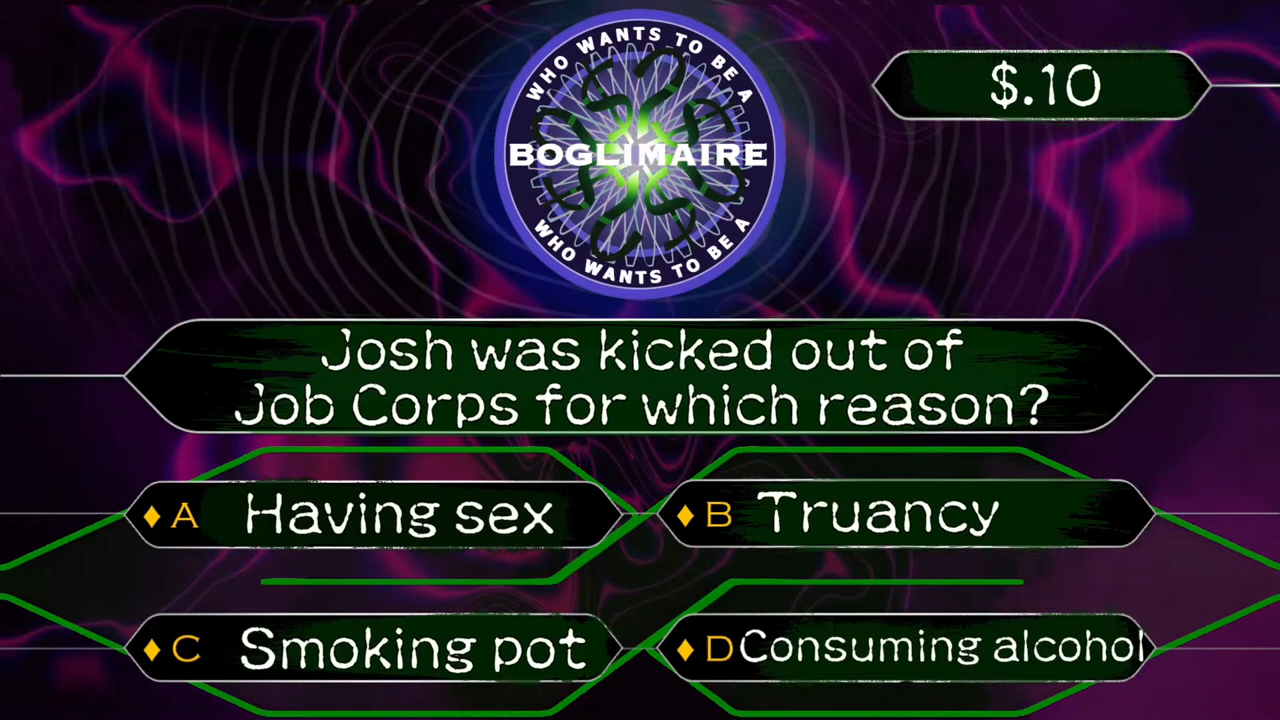 WHO WANTS TO BE A
BOGLIMAIRE
WHO WANTS TO BE A
$.10
Josh was kicked out of
Job Corps for which reason?
A Having sex
B Truancy
C Smoking pot
D Consuming alcohol